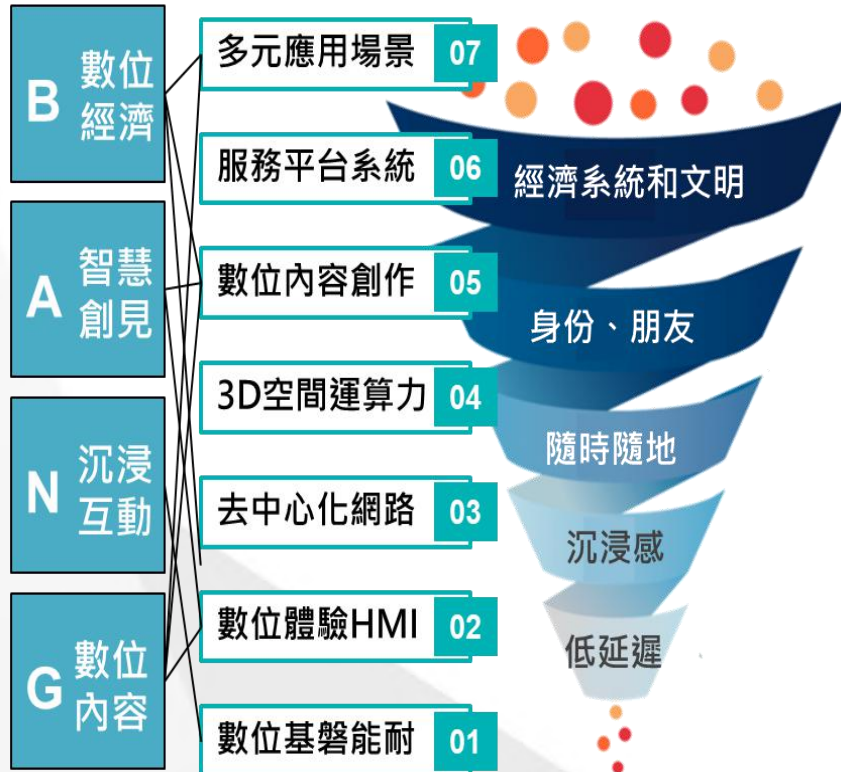 B
數位
經濟
A
智慧
創見
N
沉浸
互動
G
數位
內容
多元應用場景 07
服務平台系統 06
數位內容創作 05
3D空間運算力 04
去中心化網路 03
數位體驗HMI 02
數位基磐能耐 01
經濟系統和文明
身份、朋友
隨時隨地
沉浸感
低延遲